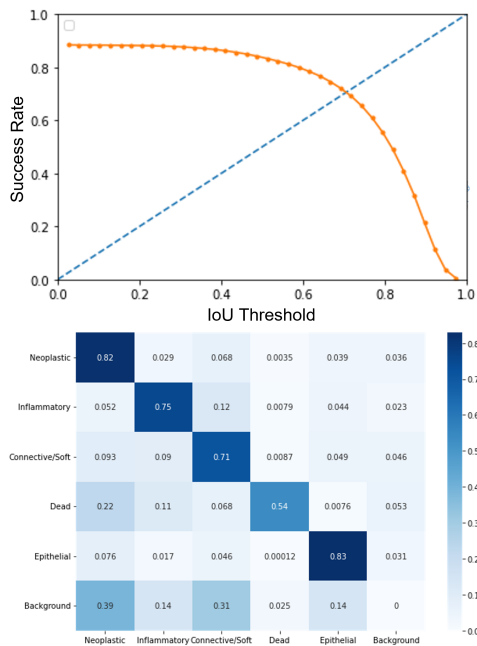 1.0
0.8
0.6
0.4
0.2
0.0
Success Rate
0.0 0.2 0.4 0.6 0.8 1.0
IoU Threshold
Neoplastic 0.82 0.029 0.068 0.0035 0.039 0.036
Inflammatory 0.052 0.75 0.12 0.0079 0.044 0.023
Connective/Soft 0.093 0.09 0.71 0.0087 0.049 0.046
Dead 0.22 0.11 0.068 0.54 0.0076 0.053
Epithelial 0.076 0.017 0.046 0.00012 0.83 0.031
Background 0.39 0.14 0.31 0.025 0.14 0
Neoplastic Inflammatory Connective/Soft Dead Epithelial Background
0.7
0.6
0.5
0.4
0.3
0.2
0.1